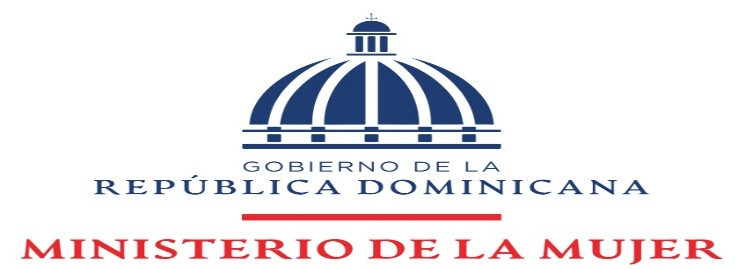 GOBIERNO DE LA
REPÚBLICA DOMINICANA
MINISTERIO DE LA MUJER